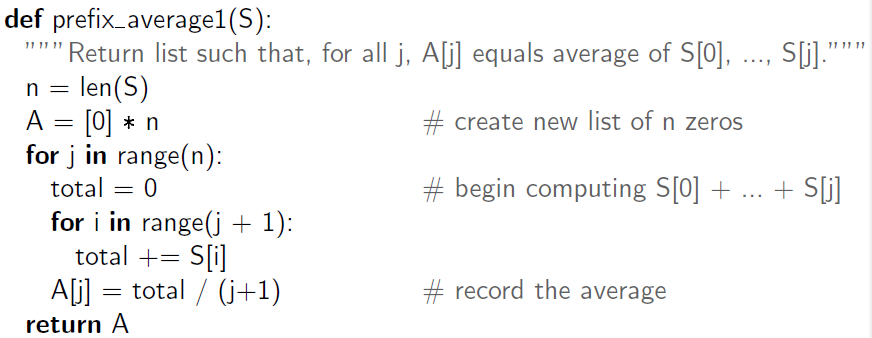 def prefix_average1(S):
"""Return list such that, for all j, A[j] equals average of S[0], ..., S[j]."""
n = len(S)
A = [0] * n # create new list of n zeros
for j in range(n):
total = 0 # begin computing S[0] + ... + S[j]
for i in range(j + 1):
total += S[i]
A[j] = total / (j+1) # record the average
return A